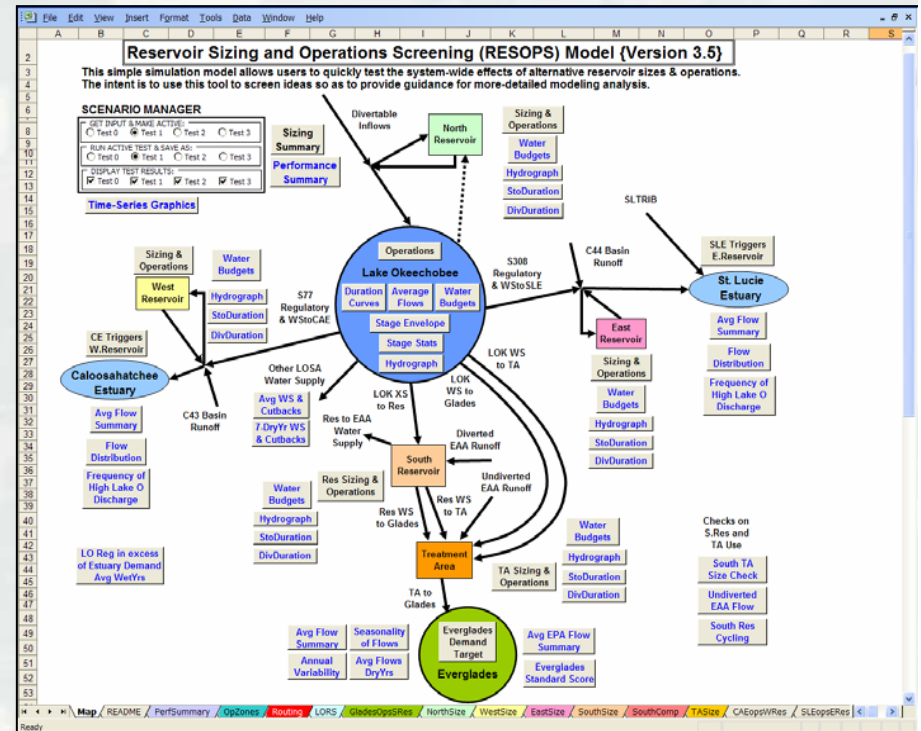 File Edit View Insert Format Tools Data Window Help
A B C D E F G H I J K L M N O P Q R S
Reservoir Sizing and Operations Screening (RESOPS) Model {Version 3.5}
This simple simulation model allows users to quickly test the system-wide effects of alternative reservoir sizes & operations.
The intent is to use this tool to screen ideas so as to provide guidance for more-detailed modeling analysis.
SCENARIO MANAGER
GET INPUT & MAKE ACTIVE:
Test 0 Test 1 Test 2 Test 3
RUN ACTIVE TEST & SAVE AS:
Test 0 Test 1 Test 2 Test 3
DISPLAY TEST RESULTS:
Test 0 Test 1 Test 2 Test 3
Time-Series Graphics
Sizing
Summary
Performance
Summary
Divertable
Inflows
North
Reservoir
Sizing &
Operations
Water
Budgets
Hydrograph
StoDuration
DivDuration
SLTRIB
Sizing &
Operations
West
Reservoir
Water
Budgets
Hydrograph
StoDuration
DivDuration
S77
Regulatory
& WStoCAE
Operations
Lake Okeechobee
Duration
Curves
Average
Flows
Water
Budgets
Stage Envelope
Stage Stats
Hydrograph
S308
Regulatory
& WStoSLE
C44 Basin
Runoff
SLE Triggers
E.Reservoir
St. Lucie
Estuary
Avg Flow
Summary
Flow
Distribution
Frequency of
High Lake O
Discharge
East
Reservoir
Sizing &
Operations
Water
Budgets
Hydrograph
StoDuration
DivDuration
CE Triggers
W.Reservoir
Caloosahatchee
Estuary
Avg Flow
Summary
Flow
Distribution
Frequency of
High Lake O
Discharge
C43 Basin
Runoff
Other LOSA
Water Supply
Avg WS &
Cutbacks
7-DryYr WS
& Cutbacks
LOK XS
to Res
LOK
WS to
Glades
LOK WS
to TA
Res to EAA
Water
Supply
South
Reservoir
Diverted
EAA Runoff
Undiverted
EAA Runoff
Res Sizing &
Operations
Water
Budgets
Hydrograph
StoDuration
DivDuration
Res WS
to Glades
Res WS
to TA
Treatment
Area
TA Sizing &
Operations
Water
Budgets
Hydrograph
StoDuration
DivDuration
Checks on
S.Res and
TA Use
South TA
Size Check
Undiverted
EAA Flow
South Res
Cycling
LO Reg in excess
of Estuary Demand
Avg WetYrs
TA to
Glades
Avg Flow
Summary
Seasonality
of Flows
Annual
Variability
Avg Flows
DryYrs
Everglades
Demand
Target
Everglades
Avg EPA Flow
Summary
Everglades
Standard Score
Map README PerfSummary OpZones Routing LORS GladesOpsSRes NorthSize WestSize EastSize SouthSize SouthComp TASize CAEopsWRes SLEopsERes
Ready